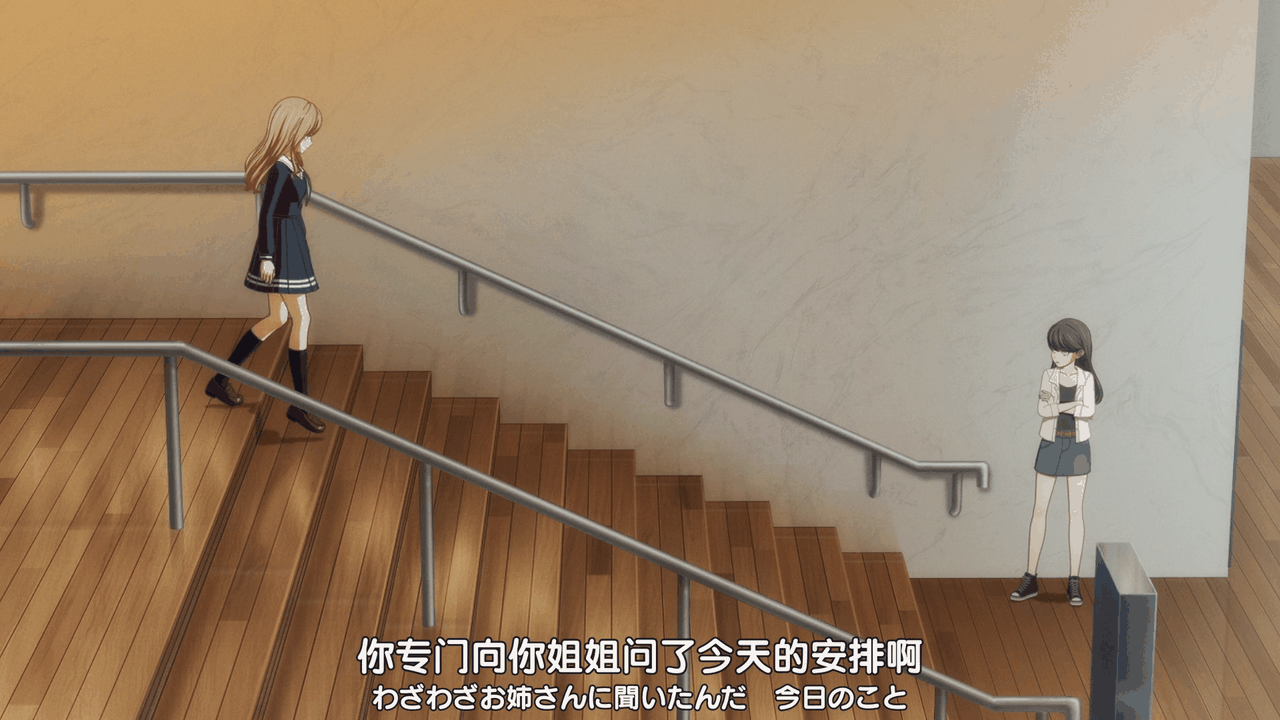 你专门向你姐姐问了今天的安排啊
わざわざお姉さんに聞いたんだ　今日のこと